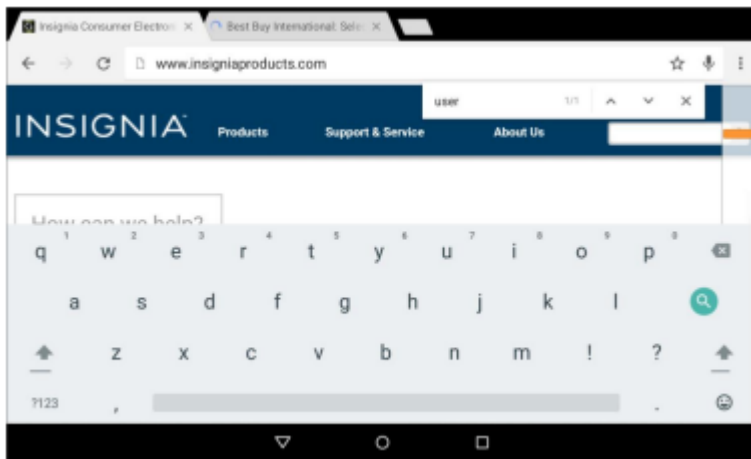 Insignia Consumer Electron
Best Buy International: Sele
www.insigniaproducts.com
user 1/1
INSIGNIA
Products Support & Service About Us
How can we help?
1 2 3 4 5 6 7 8 9 0
q w e r t y u i o p
a s d f g h j k l
z x c v b n m ! ?
?123 , .